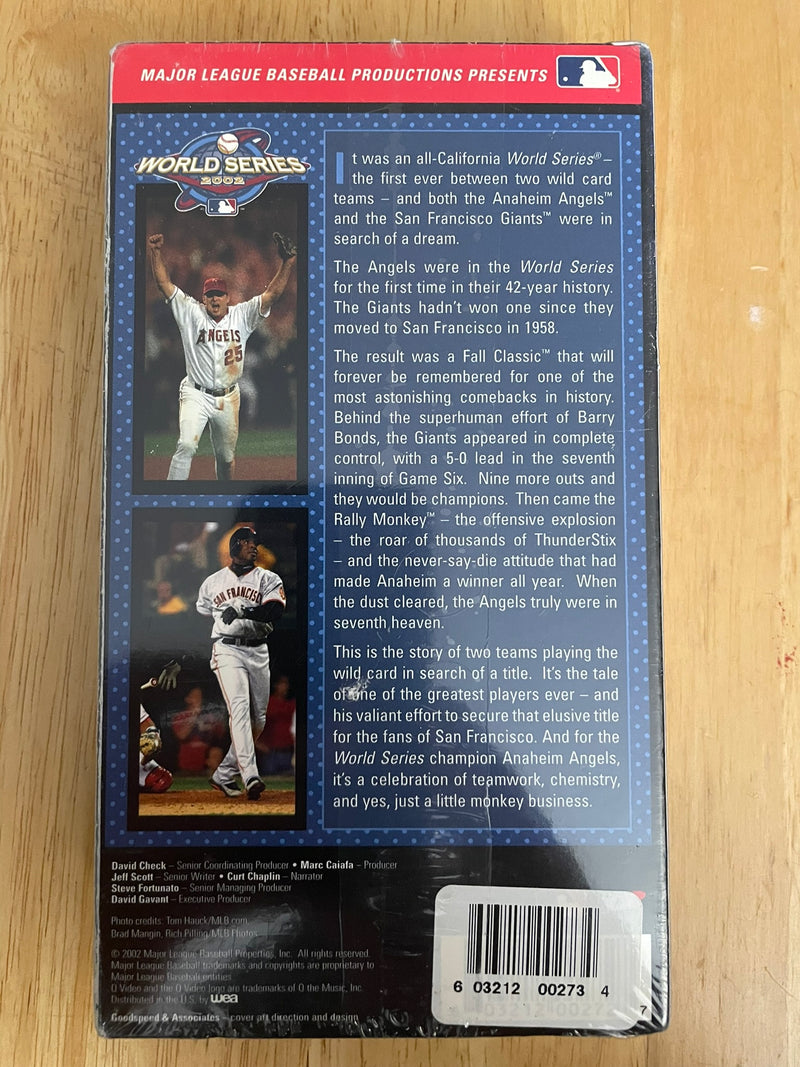 MAJOR LEAGUE BASEBALL PRODUCTIONS PRESENTS
WORLD SERIES®
2002
ANGELS
25
SAN FRANCISCO
It was an all-California World Series® –
the first ever between two wild card
teams – and both the Anaheim Angels™
and the San Francisco Giants™ were in
search of a dream.
The Angels were in the World Series
for the first time in their 42-year history.
The Giants hadn't won one since they
moved to San Francisco in 1958.
The result was a Fall Classic™ that will
forever be remembered for one of the
most astonishing comebacks in history.
Behind the superhuman effort of Barry
Bonds, the Giants appeared in complete
control, with a 5-0 lead in the seventh
inning of Game Six. Nine more outs and
they would be champions. Then came the
Rally Monkey™ – the offensive explosion
– the roar of thousands of ThunderStix
– and the never-say-die attitude that had
made Anaheim a winner all year. When
the dust cleared, the Angels truly were in
seventh heaven.
This is the story of two teams playing the
wild card in search of a title. It's the tale
of one of the greatest players ever – and
his valiant effort to secure that elusive title
for the fans of San Francisco. And for the
World Series champion Anaheim Angels,
it's a celebration of teamwork, chemistry,
and yes, just a little monkey business.
David Check – Senior Coordinating Producer • Marc Caiafa – Producer
Jeff Scott – Senior Writer • Curt Chaplin – Narrator
Steve Fortunato – Senior Managing Producer
David Gavant – Executive Producer
Photo credits: Tom Hauck/MLB.com.
Brad Mangin, Rich Pilling/MLB Photos.
© 2002 Major League Baseball Properties, Inc. All rights reserved.
Major League Baseball trademarks and copyrights are proprietary to
Major League Baseball entities.
Q Video and the Q Video logo are trademarks of Q the Music, Inc.
Distributed in the U.S. by wea
Goodspeed & Associates – cover art direction and design
6 03212 00273 4
7